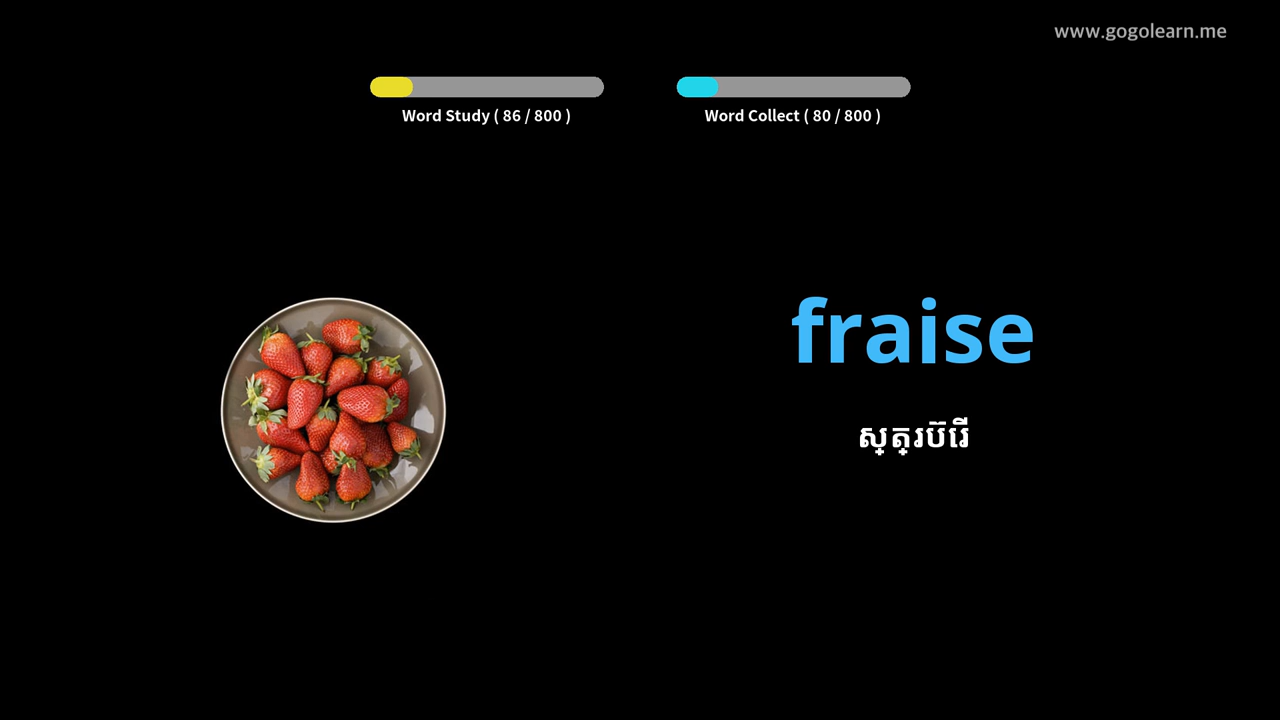 www.gogolearn.me
Word Study ( 86 / 800 )
Word Collect ( 80 / 800 )
fraise
ស្ត្របឺរី